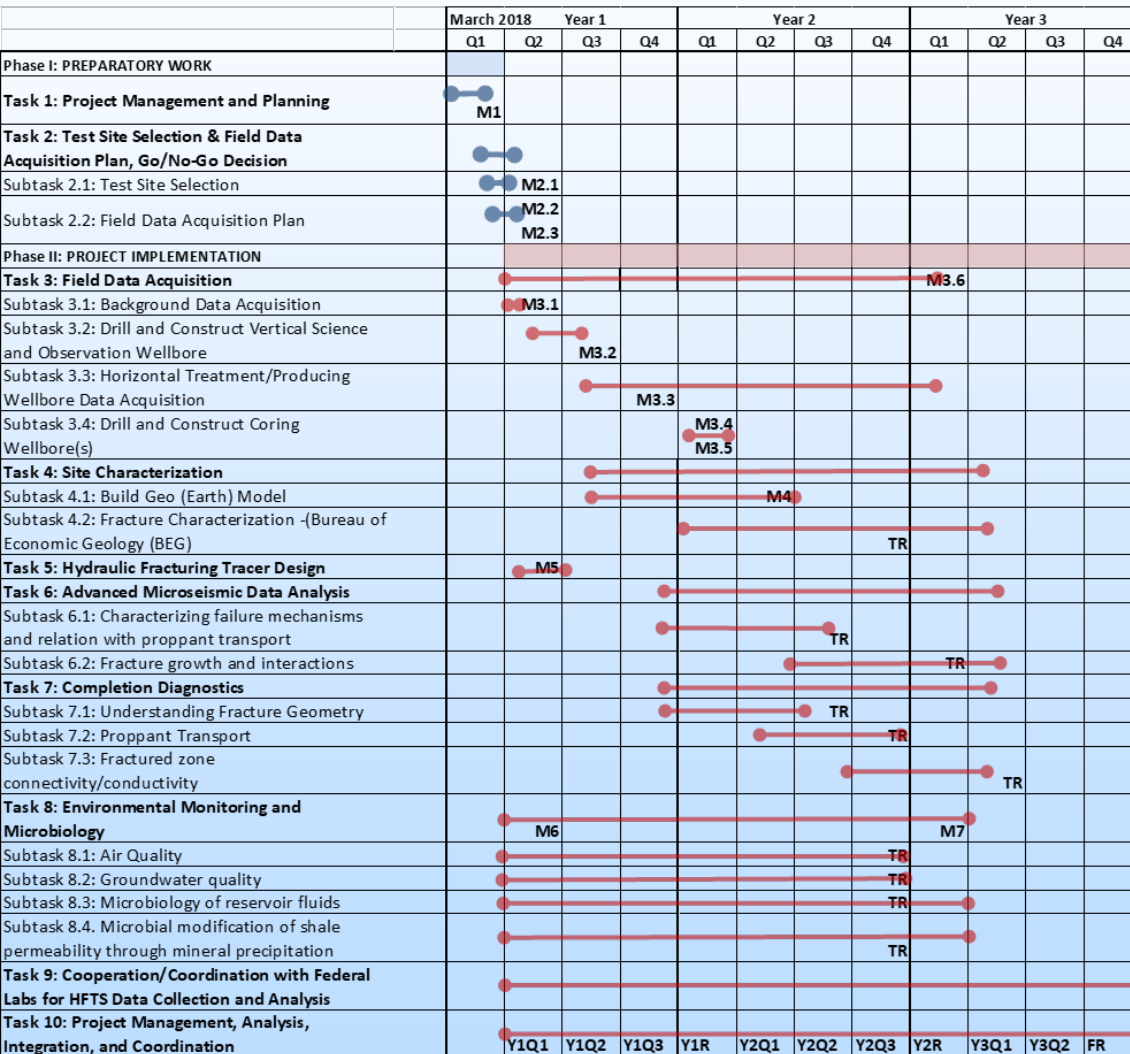 March 2018 Year 1 Year 2 Year 3
Q1 Q2 Q3 Q4 Q1 Q2 Q3 Q4 Q1 Q2 Q3 Q4
Phase I: PREPARATORY WORK
Task 1: Project Management and Planning
M1
Task 2: Test Site Selection & Field Data
Acquisition Plan, Go/No-Go Decision
Subtask 2.1: Test Site Selection M2.1
Subtask 2.2: Field Data Acquisition Plan
M2.2
M2.3
Phase II: PROJECT IMPLEMENTATION
Task 3: Field Data Acquisition M3.6
Subtask 3.1: Background Data Acquisition M3.1
Subtask 3.2: Drill and Construct Vertical Science
and Observation Wellbore M3.2
Subtask 3.3: Horizontal Treatment/Producing
Wellbore Data Acquisition M3.3
Subtask 3.4: Drill and Construct Coring M3.4
Wellbore(s) M3.5
Task 4: Site Characterization
Subtask 4.1: Build Geo (Earth) Model M4
Subtask 4.2: Fracture Characterization -(Bureau of
Economic Geology (BEG) TR
Task 5: Hydraulic Fracturing Tracer Design M5
Task 6: Advanced Microseismic Data Analysis
Subtask 6.1: Characterizing failure mechanisms
and relation with proppant transport TR
Subtask 6.2: Fracture growth and interactions TR
Task 7: Completion Diagnostics
Subtask 7.1: Understanding Fracture Geometry TR
Subtask 7.2: Proppant Transport TR
Subtask 7.3: Fractured zone
connectivity/conductivity TR
Task 8: Environmental Monitoring and
Microbiology M6 M7
Subtask 8.1: Air Quality TR
Subtask 8.2: Groundwater quality TR
Subtask 8.3: Microbiology of reservoir fluids TR
Subtask 8.4. Microbial modification of shale
permeability through mineral precipitation TR
Task 9: Cooperation/Coordination with Federal
Labs for HFTS Data Collection and Analysis
Task 10: Project Management, Analysis,
Integration, and Coordination Y1Q1 Y1Q2 Y1Q3 Y1R Y2Q1 Y2Q2 Y2Q3 Y2R Y3Q1 Y3Q2 FR